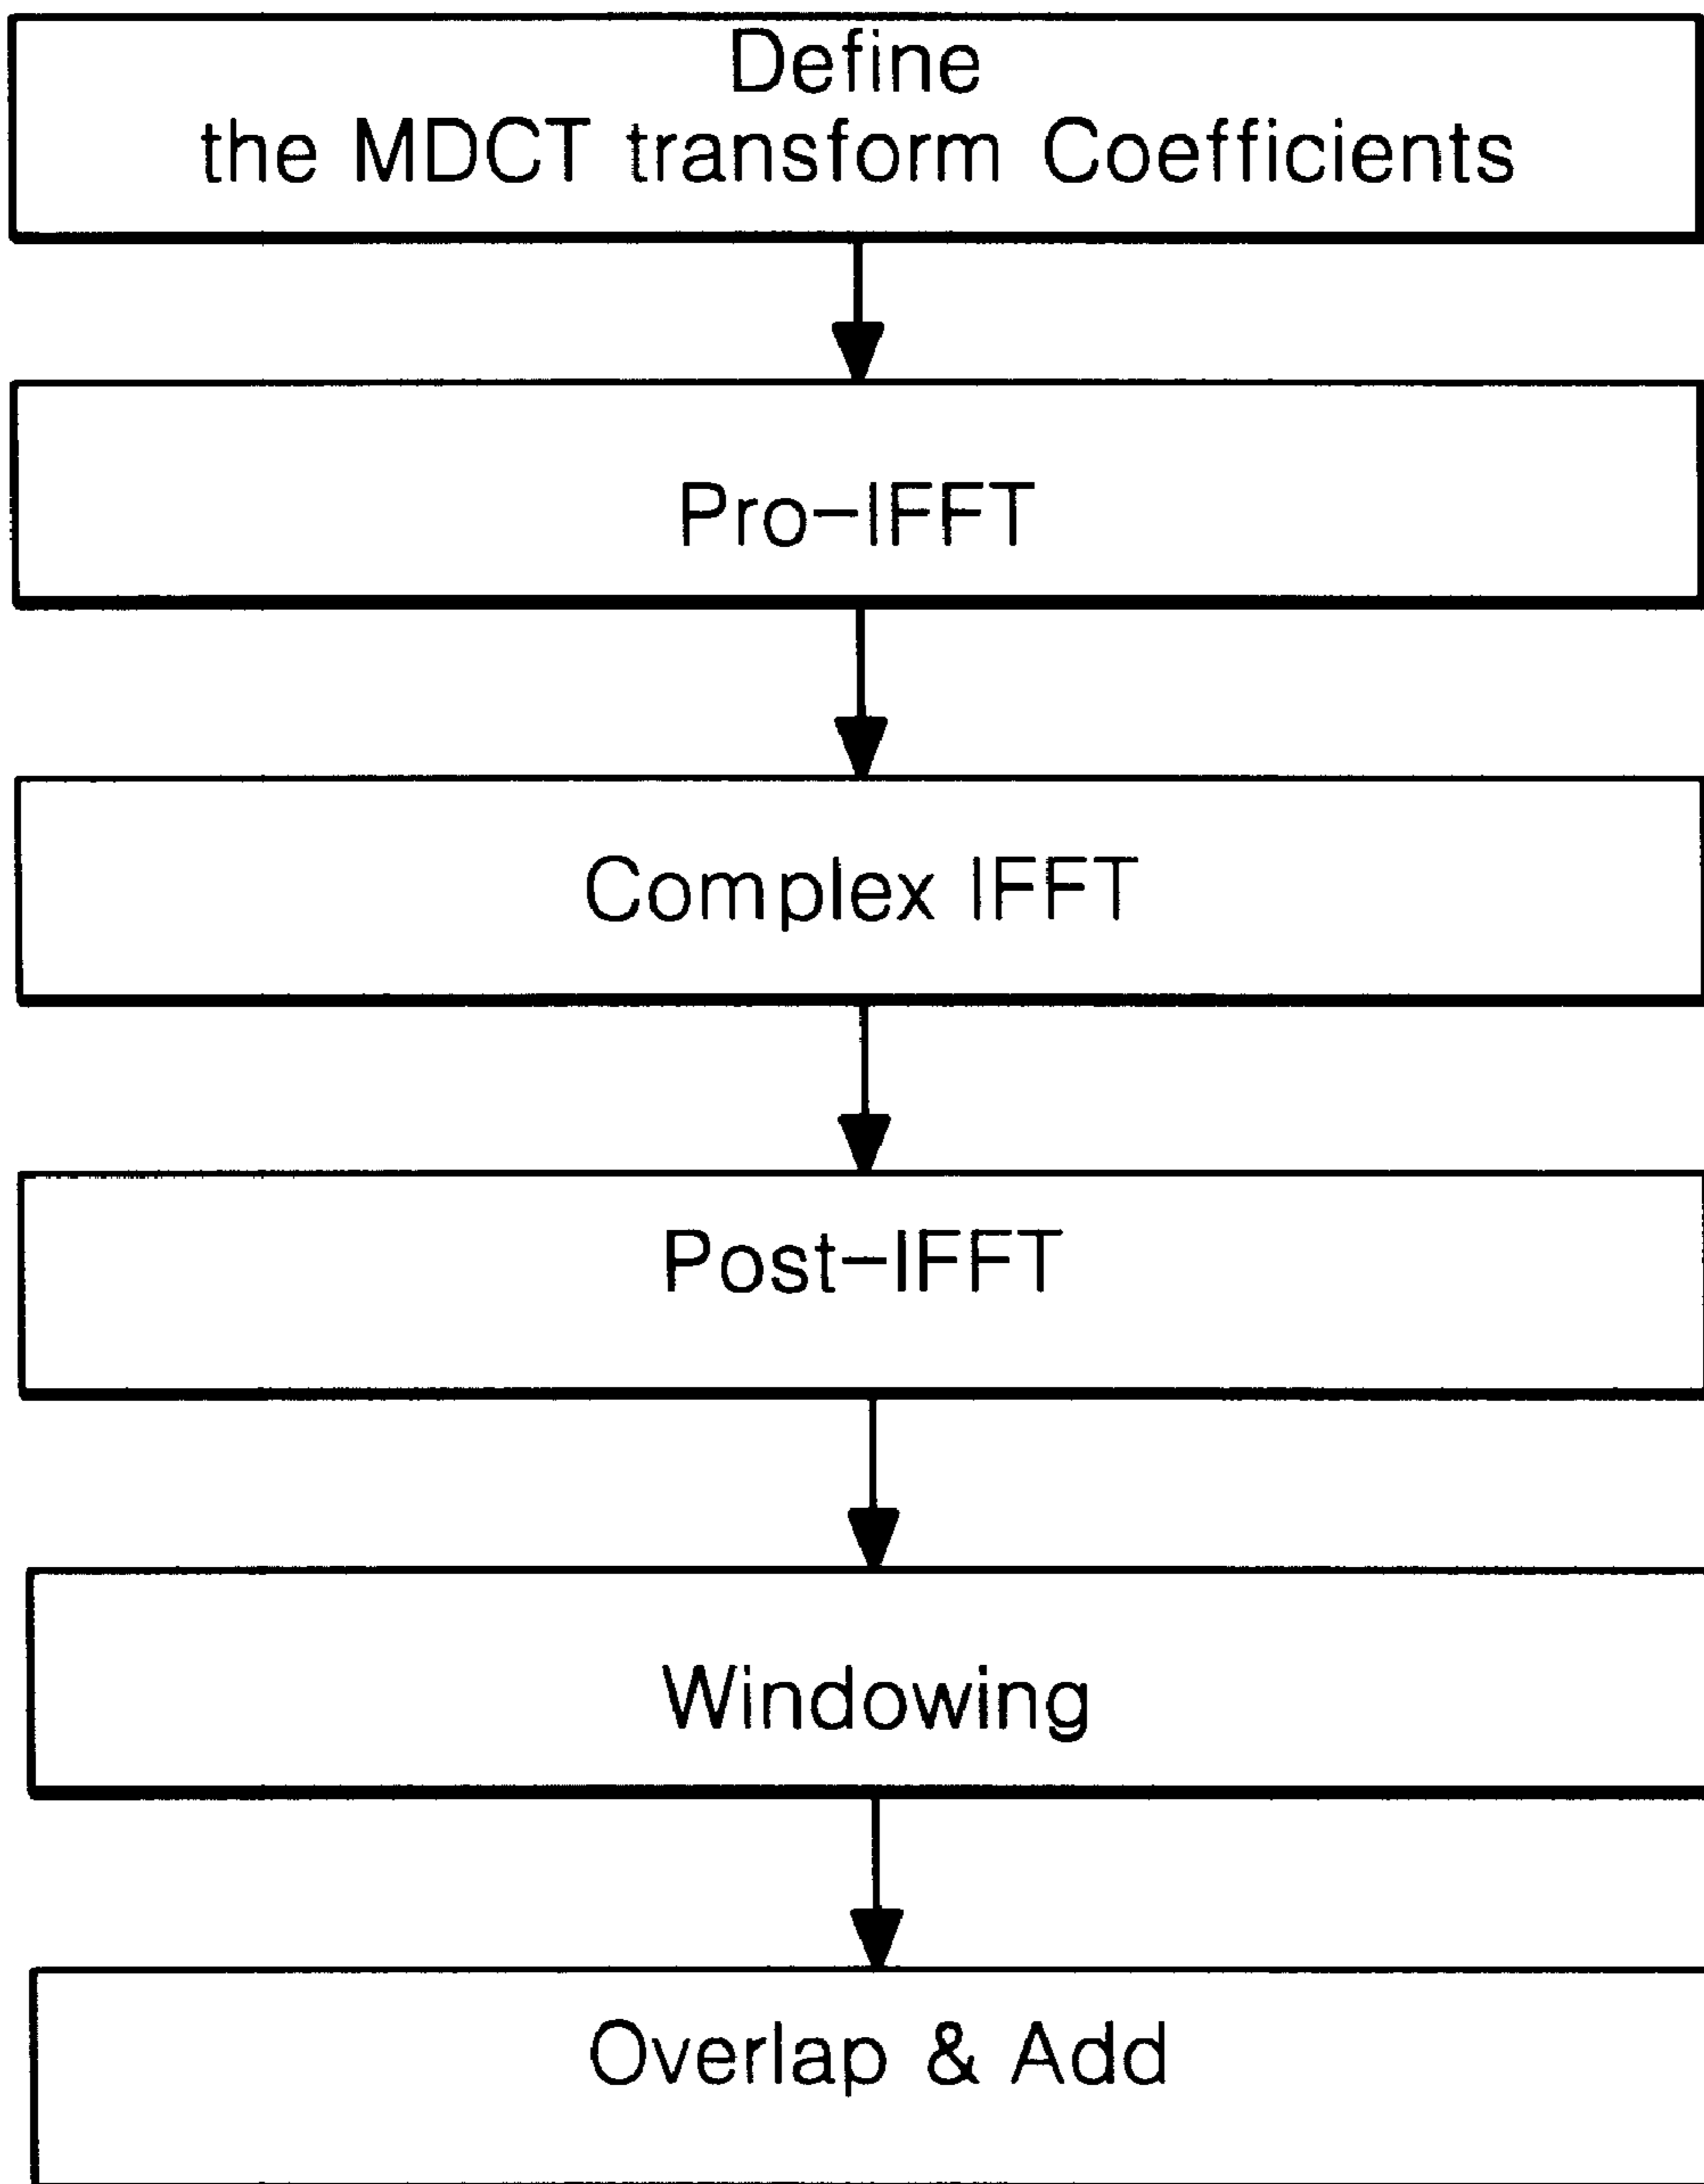 Define
the MDCT transform Coefficients
Pro-IFFT
Complex IFFT
Post-IFFT
Windowing
Overlap & Add